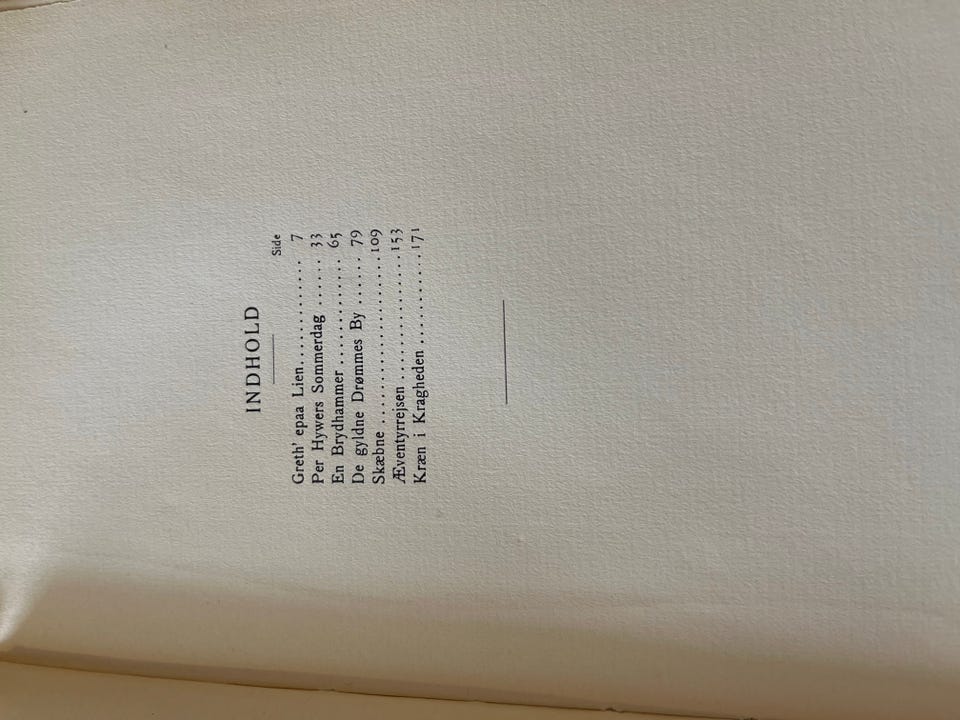 INDHOLD
Side
Greth' epaa Lien............ 7
Per Hywers Sommerdag ...... 33
En Brydhammer ............. 65
De gyldne Drømmes By ...... 79
Skæbne ....................109
Æventyrrejsen ..............153
Kræn i Kragheden ...........171